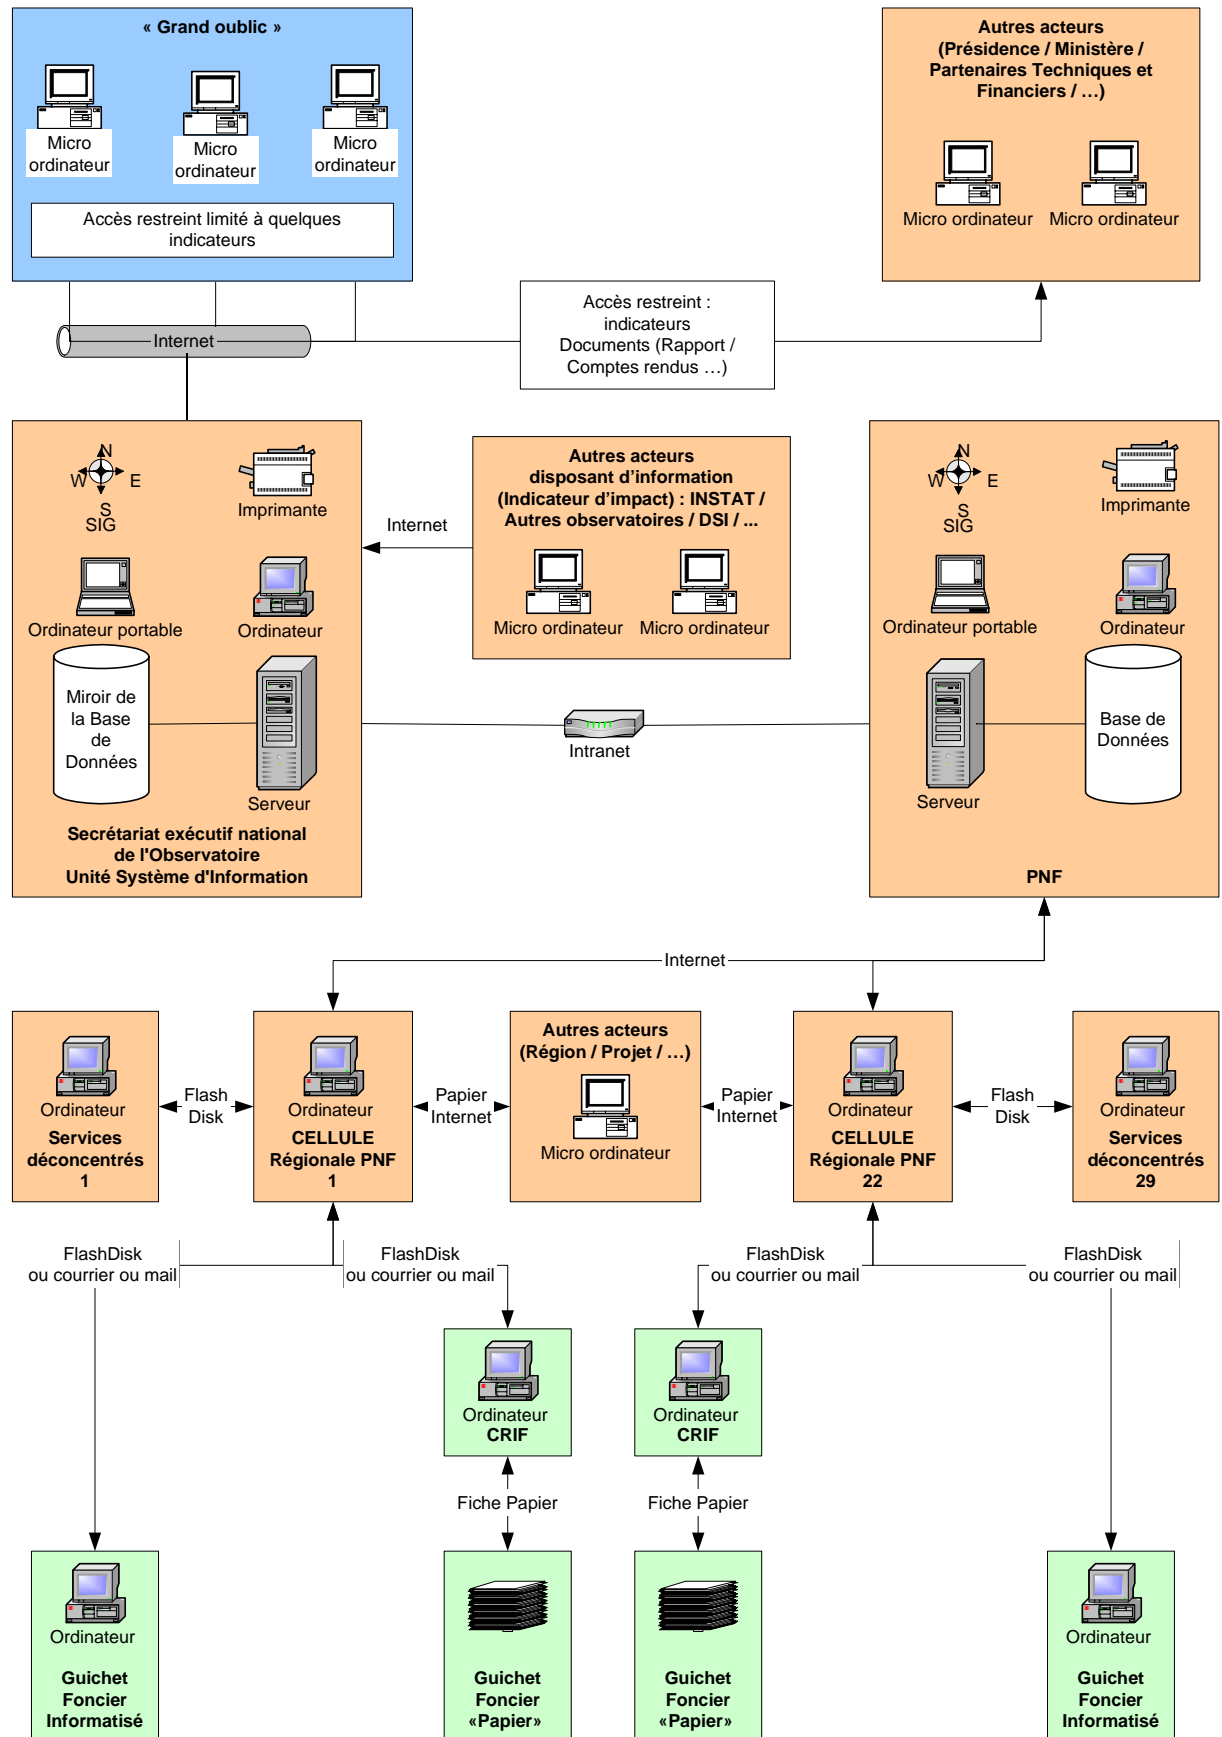 « Grand oublic »
Micro
ordinateur
Micro
ordinateur
Micro
ordinateur
Accès restreint limité à quelques
indicateurs
Autres acteurs
(Présidence / Ministère /
Partenaires Techniques et
Financiers / …)
Micro ordinateur
Micro ordinateur
Internet
Accès restreint :
indicateurs
Documents (Rapport /
Comptes rendus …)
N
W
E
S
SIG
Imprimante
Ordinateur portable
Ordinateur
Miroir de
la Base
de
Données
Serveur
Secrétariat exécutif national
de l'Observatoire
Unité Système d'Information
Internet
Autres acteurs
disposant d’information
(Indicateur d’impact) : INSTAT /
Autres observatoires / DSI / ...
Micro ordinateur
Micro ordinateur
Intranet
N
W
E
S
SIG
Imprimante
Ordinateur portable
Ordinateur
Serveur
Base de
Données
PNF
Internet
Ordinateur
Services
déconcentrés
1
Flash
Disk
Ordinateur
CELLULE
Régionale PNF
1
Papier
Internet
Autres acteurs
(Région / Projet / …)
Micro ordinateur
Papier
Internet
Ordinateur
CELLULE
Régionale PNF
22
Flash
Disk
Ordinateur
Services
déconcentrés
29
FlashDisk
ou courrier ou mail
FlashDisk
ou courrier ou mail
FlashDisk
ou courrier ou mail
FlashDisk
ou courrier ou mail
Ordinateur
CRIF
Ordinateur
CRIF
Fiche Papier
Fiche Papier
Ordinateur
Guichet
Foncier
Informatisé
Guichet
Foncier
«Papier»
Guichet
Foncier
«Papier»
Ordinateur
Guichet
Foncier
Informatisé